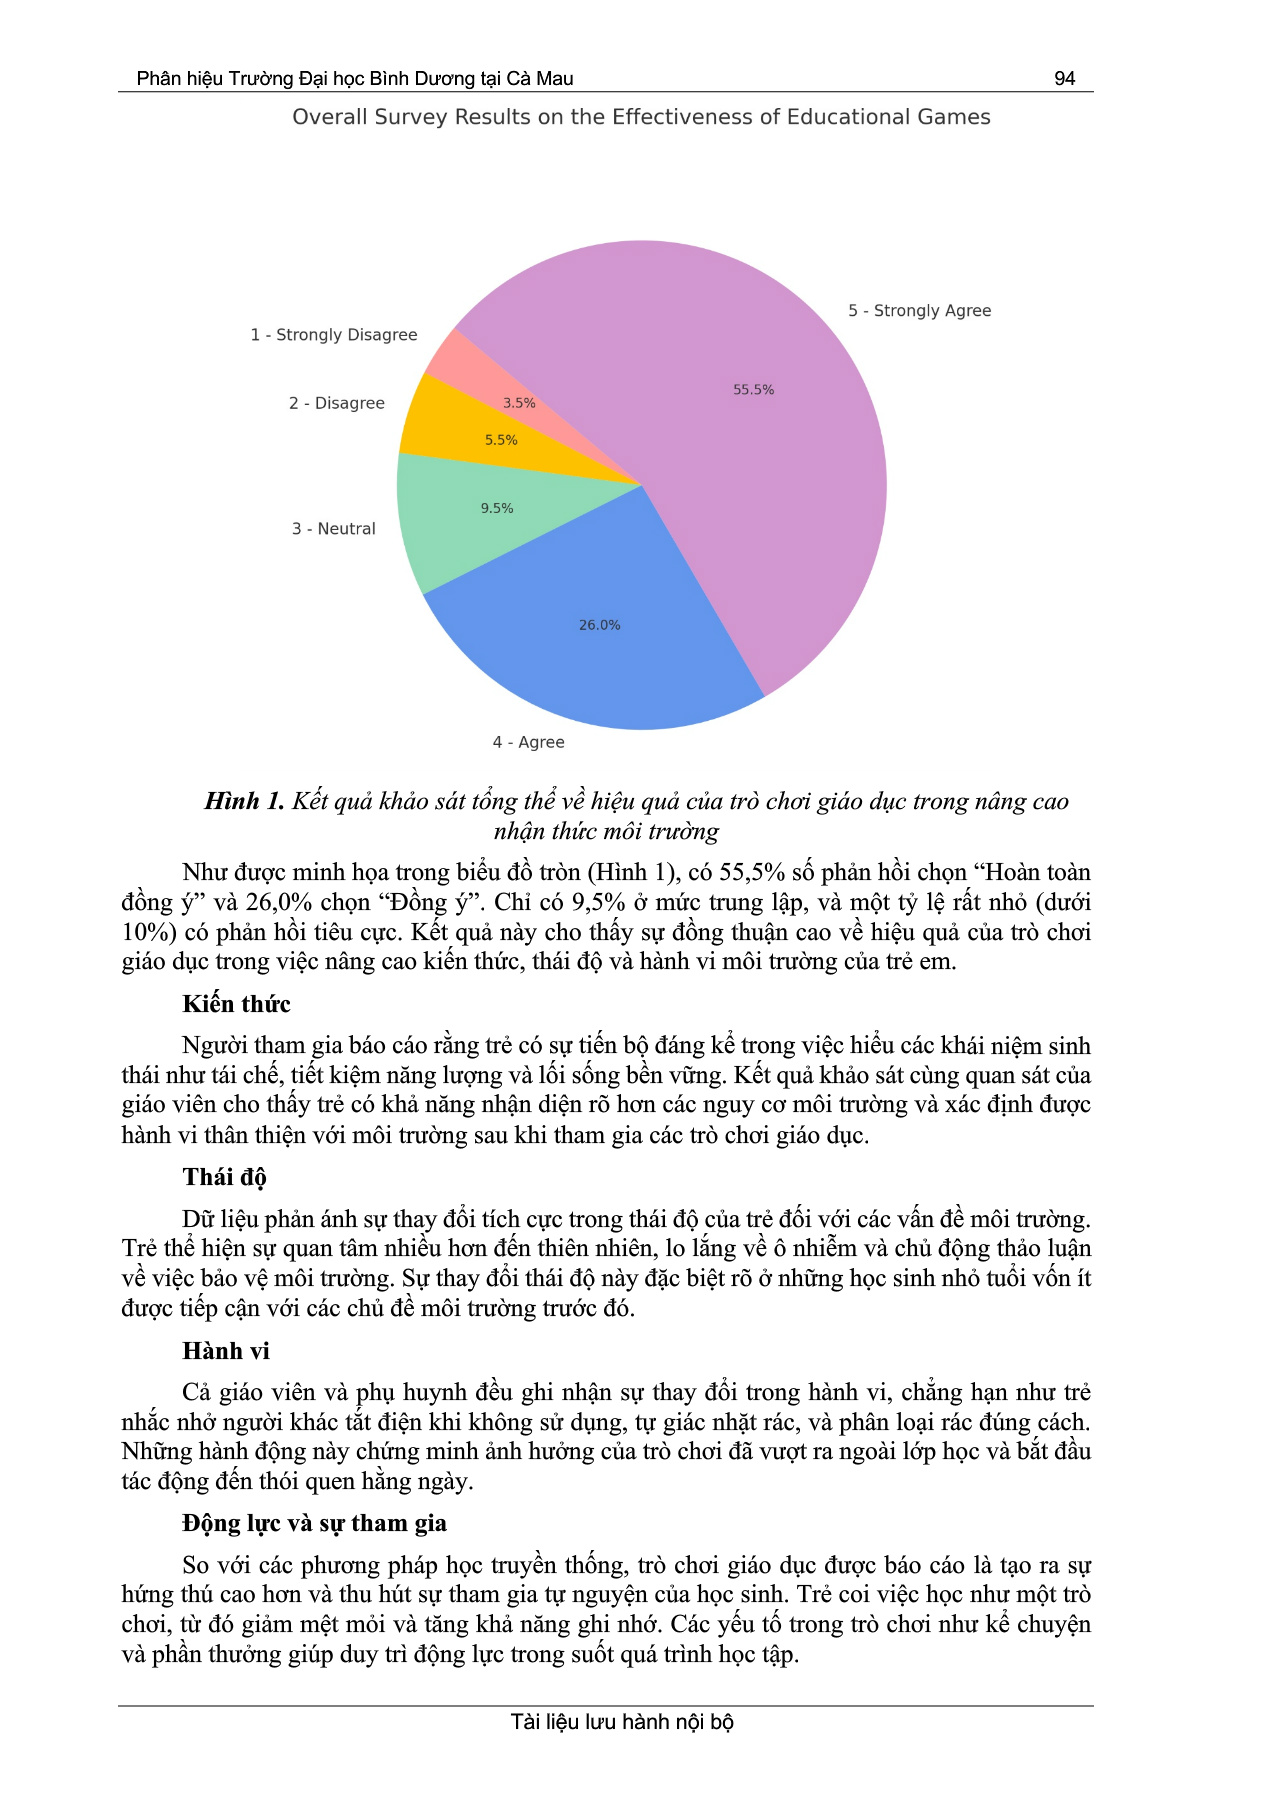 Phân hiệu Trường Đại học Bình Dương tại Cà Mau 94
Overall Survey Results on the Effectiveness of Educational Games
5 - Strongly Agree
1 - Strongly Disagree
55.5%
2 - Disagree
3.5%
5.5%
9.5%
3 - Neutral
26.0%
4 - Agree
Hình 1. Kết quả khảo sát tổng thể về hiệu quả của trò chơi giáo dục trong nâng cao
nhận thức môi trường
Như được minh họa trong biểu đồ tròn (Hình 1), có 55,5% số phản hồi chọn “Hoàn toàn
đồng ý” và 26,0% chọn “Đồng ý”. Chỉ có 9,5% ở mức trung lập, và một tỷ lệ rất nhỏ (dưới
10%) có phản hồi tiêu cực. Kết quả này cho thấy sự đồng thuận cao về hiệu quả của trò chơi
giáo dục trong việc nâng cao kiến thức, thái độ và hành vi môi trường của trẻ em.
Kiến thức
Người tham gia báo cáo rằng trẻ có sự tiến bộ đáng kể trong việc hiểu các khái niệm sinh
thái như tái chế, tiết kiệm năng lượng và lối sống bền vững. Kết quả khảo sát cùng quan sát của
giáo viên cho thấy trẻ có khả năng nhận diện rõ hơn các nguy cơ môi trường và xác định được
hành vi thân thiện với môi trường sau khi tham gia các trò chơi giáo dục.
Thái độ
Dữ liệu phản ánh sự thay đổi tích cực trong thái độ của trẻ đối với các vấn đề môi trường.
Trẻ thể hiện sự quan tâm nhiều hơn đến thiên nhiên, lo lắng về ô nhiễm và chủ động thảo luận
về việc bảo vệ môi trường. Sự thay đổi thái độ này đặc biệt rõ ở những học sinh nhỏ tuổi vốn ít
được tiếp cận với các chủ đề môi trường trước đó.
Hành vi
Cả giáo viên và phụ huynh đều ghi nhận sự thay đổi trong hành vi, chẳng hạn như trẻ
nhắc nhở người khác tắt điện khi không sử dụng, tự giác nhặt rác, và phân loại rác đúng cách.
Những hành động này chứng minh ảnh hưởng của trò chơi đã vượt ra ngoài lớp học và bắt đầu
tác động đến thói quen hằng ngày.
Động lực và sự tham gia
So với các phương pháp học truyền thống, trò chơi giáo dục được báo cáo là tạo ra sự
hứng thú cao hơn và thu hút sự tham gia tự nguyện của học sinh. Trẻ coi việc học như một trò
chơi, từ đó giảm mệt mỏi và tăng khả năng ghi nhớ. Các yếu tố trong trò chơi như kể chuyện
và phần thưởng giúp duy trì động lực trong suốt quá trình học tập.
Tài liệu lưu hành nội bộ